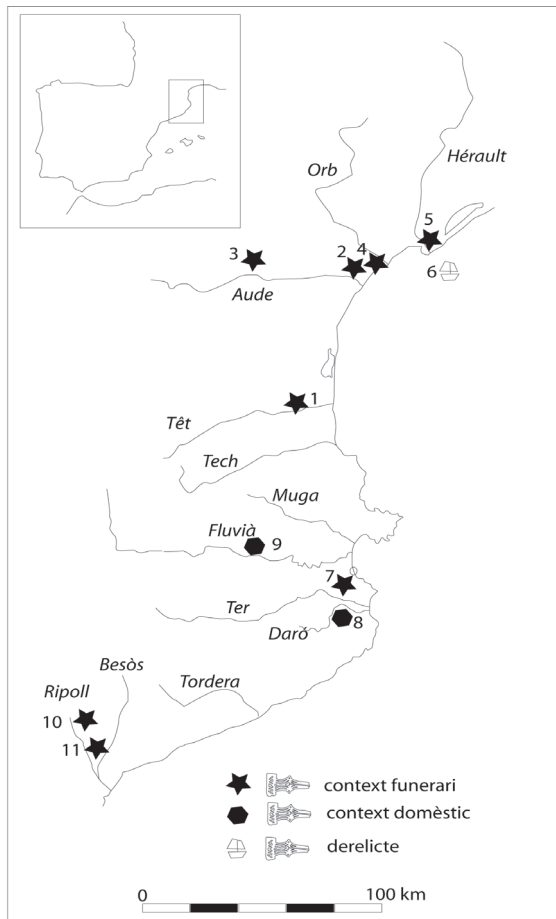 Orb
Hérault
5
3
2
4
6
Aude
1
Têt
Tech
Muga
Fluvià
9
7
Ter
8
Daró
Besòs
Ripoll
Tordera
10
11
context funerari
context domèstic
derelicte
0
100 km